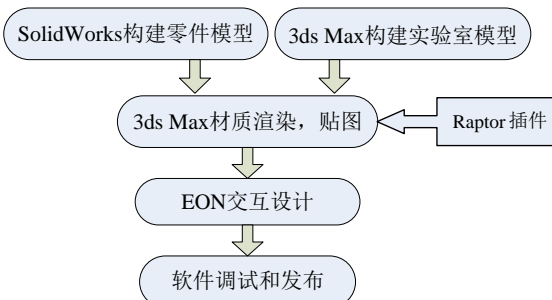 SolidWorks构建零件模型
3ds Max构建实验室模型
3ds Max材质渲染，贴图
Raptor 插件
EON交互设计
软件调试和发布